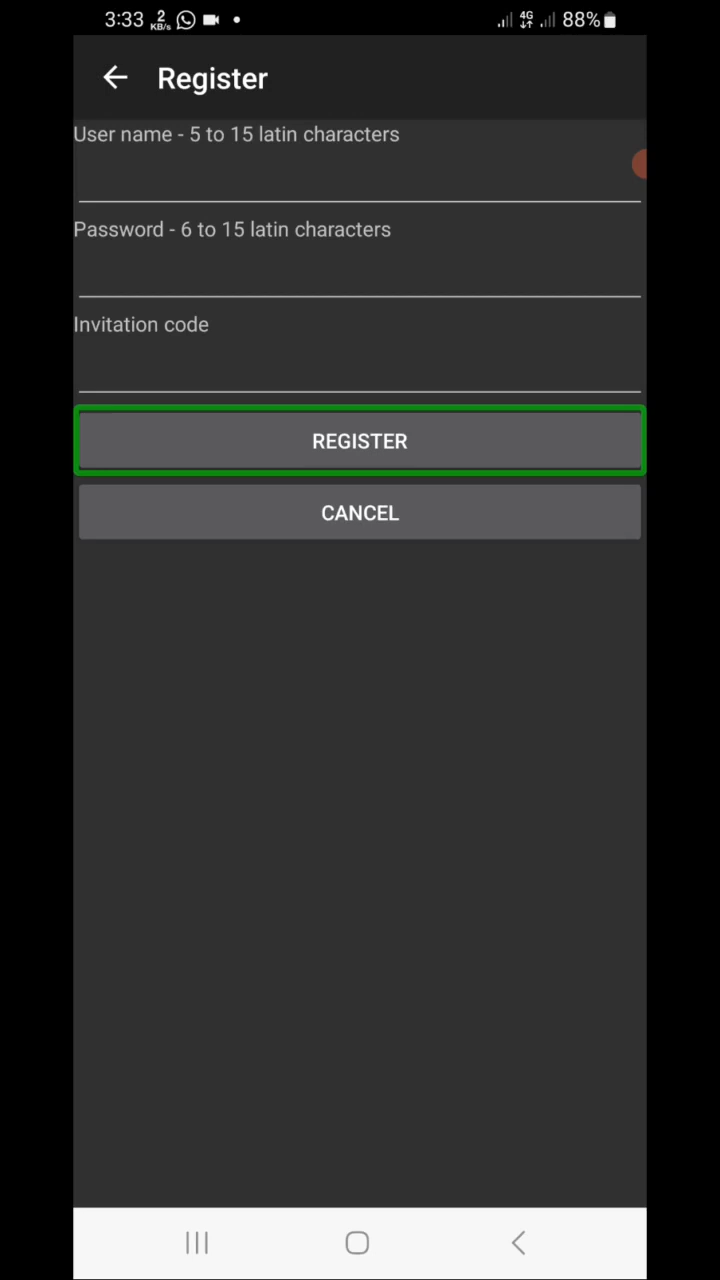 3:33 2 KB/s 4G 88%
Register
User name - 5 to 15 latin characters
Password - 6 to 15 latin characters
Invitation code
REGISTER
CANCEL